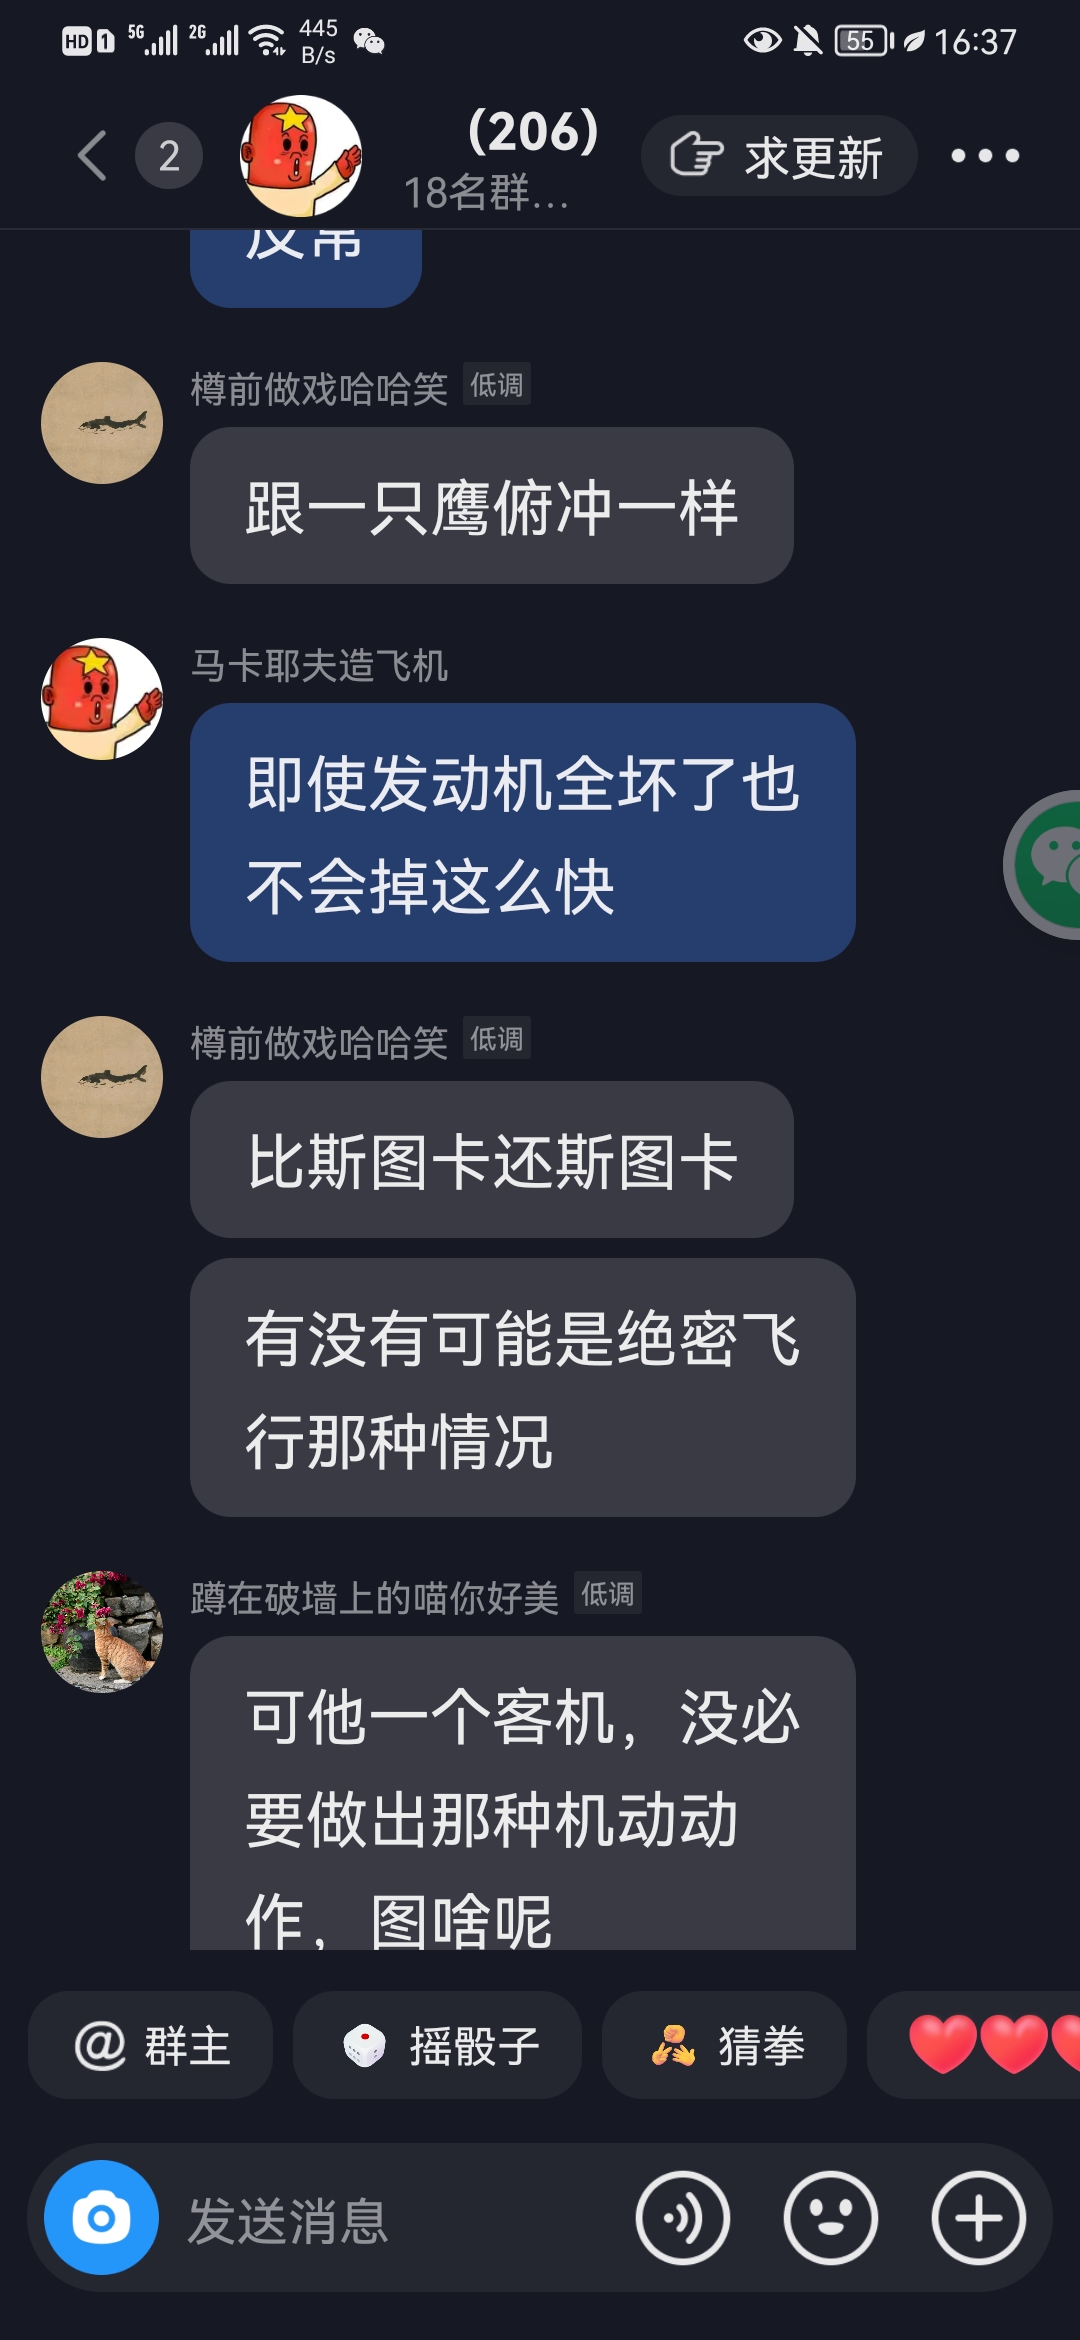 HD 1 5G 2G 445 B/s 55 16:37
2 (206) 求更新
18名群...
反常
樽前做戏哈哈笑 低调
跟一只鹰俯冲一样
马卡耶夫造飞机
即使发动机全坏了也
不会掉这么快
樽前做戏哈哈笑 低调
比斯图卡还斯图卡
有没有可能是绝密飞
行那种情况
蹲在破墙上的喵你好美 低调
可他一个客机，没必
要做出那种机动动
作，图啥呢
@ 群主 摇骰子 猜拳
发送消息